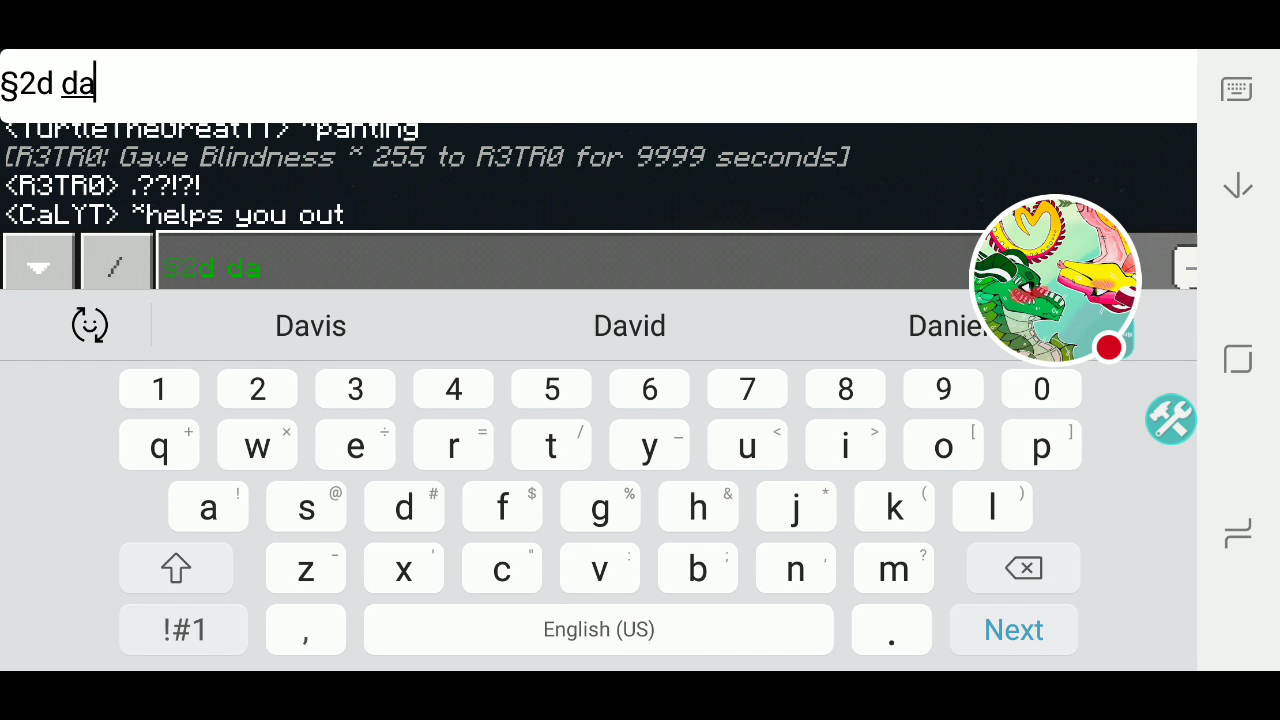 §2d da
<TurtleTheGreatTT> *panting
[R3TR0: Gave Blindness * 255 to R3TR0 for 9999 seconds]
<R3TR0> .??!?!
<CaLYT> *helps you out
/ §2d da
Davis David Danie
1 2 3 4 5 6 7 8 9 0
q + w × e ÷ r = t / y _ u < i > o [ p ]
a ! s @ d # f $ g % h & j * k ( l )
z - x ' c " v : b ; n , m ?
!#1 , English (US) . Next